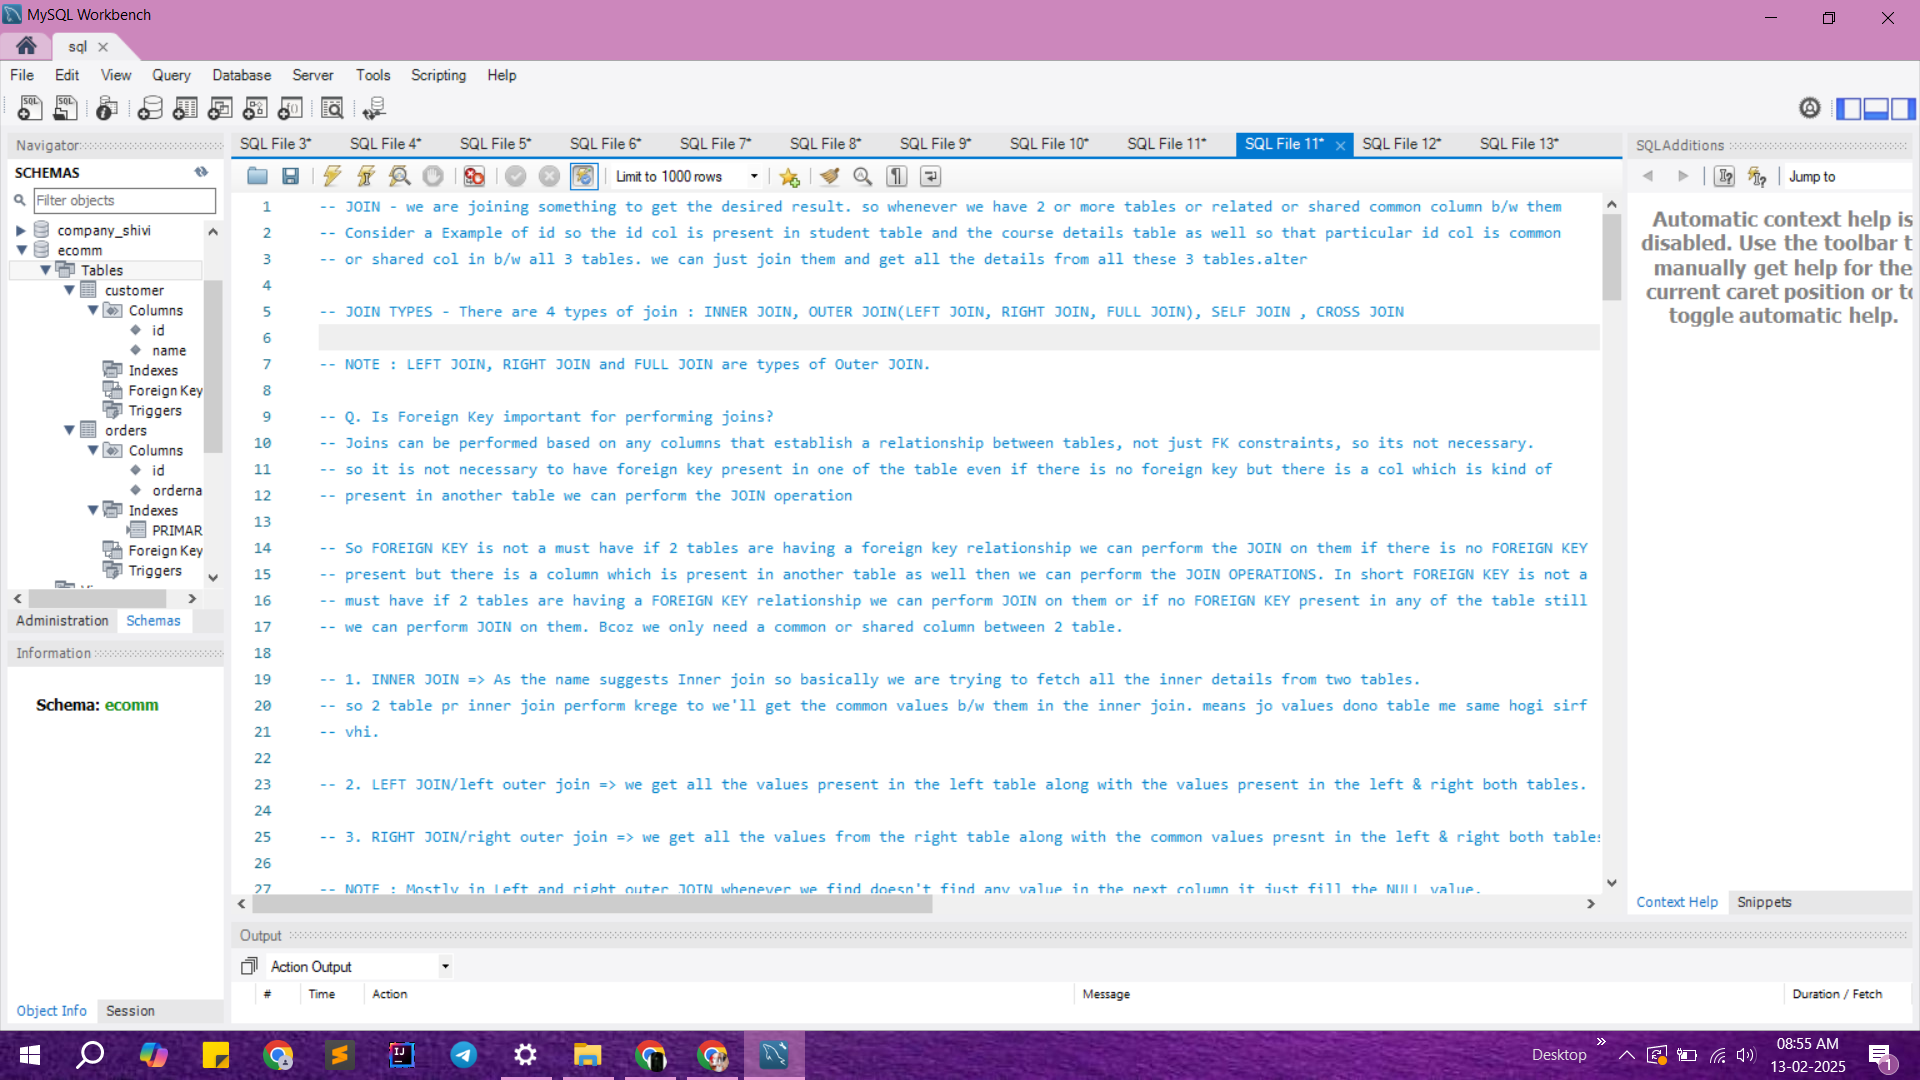 MySQL Workbench
sql
File Edit View Query Database Server Tools Scripting Help
Navigator
SCHEMAS
Filter objects
company_shivi
ecomm
Tables
customer
Columns
id
name
Indexes
Foreign Key
Triggers
orders
Columns
id
orderna
Indexes
PRIMAR
Foreign Key
Triggers
Administration Schemas
Information
Schema: ecomm
Object Info Session
SQL File 3* SQL File 4* SQL File 5* SQL File 6* SQL File 7* SQL File 8* SQL File 9* SQL File 10* SQL File 11* SQL File 11* SQL File 12* SQL File 13*
Limit to 1000 rows
1 -- JOIN - we are joining something to get the desired result. so whenever we have 2 or more tables or related or shared common column b/w them
2 -- Consider a Example of id so the id col is present in student table and the course details table as well so that particular id col is common
3 -- or shared col in b/w all 3 tables. we can just join them and get all the details from all these 3 tables.alter
4
5 -- JOIN TYPES - There are 4 types of join : INNER JOIN, OUTER JOIN(LEFT JOIN, RIGHT JOIN, FULL JOIN), SELF JOIN , CROSS JOIN
6
7 -- NOTE : LEFT JOIN, RIGHT JOIN and FULL JOIN are types of Outer JOIN.
8
9 -- Q. Is Foreign Key important for performing joins?
10 -- Joins can be performed based on any columns that establish a relationship between tables, not just FK constraints, so its not necessary.
11 -- so it is not necessary to have foreign key present in one of the table even if there is no foreign key but there is a col which is kind of
12 -- present in another table we can perform the JOIN operation
13
14 -- So FOREIGN KEY is not a must have if 2 tables are having a foreign key relationship we can perform the JOIN on them if there is no FOREIGN KEY
15 -- present but there is a column which is present in another table as well then we can perform the JOIN OPERATIONS. In short FOREIGN KEY is not a
16 -- must have if 2 tables are having a FOREIGN KEY relationship we can perform JOIN on them or if no FOREIGN KEY present in any of the table still
17 -- we can perform JOIN on them. Bcoz we only need a common or shared column between 2 table.
18
19 -- 1. INNER JOIN => As the name suggests Inner join so basically we are trying to fetch all the inner details from two tables.
20 -- so 2 table pr inner join perform krege to we'll get the common values b/w them in the inner join. means jo values dono table me same hogi sirf
21 -- vhi.
22
23 -- 2. LEFT JOIN/left outer join => we get all the values present in the left table along with the values present in the left & right both tables.
24
25 -- 3. RIGHT JOIN/right outer join => we get all the values from the right table along with the common values presnt in the left & right both tables
26
27 -- NOTE : Mostly in Left and right outer JOIN whenever we find doesn't find any value in the next column it just fill the NULL value.
SQLAdditions
Jump to
Automatic context help is
disabled. Use the toolbar t
manually get help for the
current caret position or to
toggle automatic help.
Context Help Snippets
Output
Action Output
# Time Action Message Duration / Fetch
Desktop
08:55 AM
13-02-2025
1